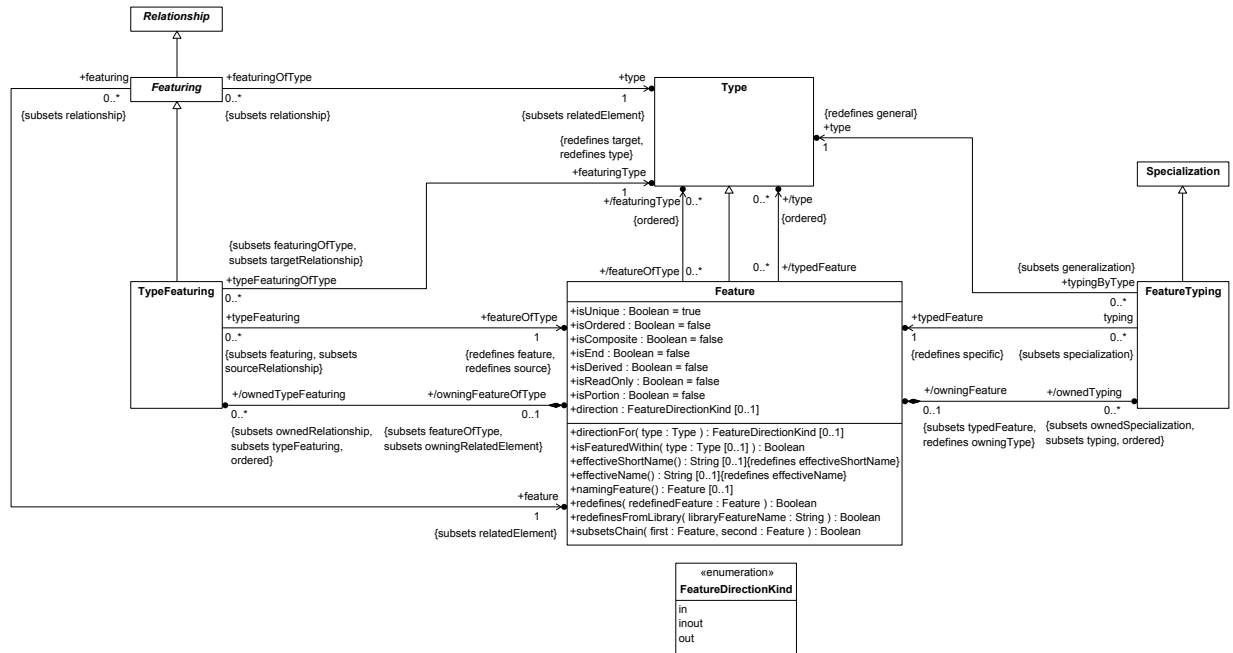 Relationship
+featuring
0..*
{subsets relationship}
Featuring
+featuringOfType
0..*
{subsets relationship}
+type
1
{subsets relatedElement}
Type
{redefines general}
+type
1
{redefines target,
redefines type}
+featuringType
1
Specialization
+/featuringType
0..*
{ordered}
0..*
+/type
{ordered}
{subsets featuringOfType,
subsets targetRelationship}
+typeFeaturingOfType
0..*
+/featureOfType
0..*
0..*
+/typedFeature
{subsets generalization}
+typingByType
0..*
TypeFeaturing
+typeFeaturing
0..*
{subsets featuring, subsets
sourceRelationship}
+featureOfType
1
{redefines feature,
redefines source}
+/ownedTypeFeaturing
0..*
{subsets ownedRelationship,
subsets typeFeaturing,
ordered}
+/owningFeatureOfType
0..1
{subsets featureOfType,
subsets owningRelatedElement}
+feature
1
{subsets relatedElement}
Feature
+isUnique : Boolean = true
+isOrdered : Boolean = false
+isComposite : Boolean = false
+isEnd : Boolean = false
+isDerived : Boolean = false
+isReadOnly : Boolean = false
+isPortion : Boolean = false
+direction : FeatureDirectionKind [0..1]
+directionFor( type : Type ) : FeatureDirectionKind [0..1]
+isFeaturedWithin( type : Type [0..1] ) : Boolean
+effectiveShortName() : String [0..1]{redefines effectiveShortName}
+effectiveName() : String [0..1]{redefines effectiveName}
+namingFeature() : Feature [0..1]
+redefines( redefinedFeature : Feature ) : Boolean
+redefinesFromLibrary( libraryFeatureName : String ) : Boolean
+subsetsChain( first : Feature, second : Feature ) : Boolean
+typedFeature
1
{redefines specific}
typing
0..*
{subsets specialization}
FeatureTyping
+/owningFeature
0..1
{subsets typedFeature,
redefines owningType}
+/ownedTyping
0..*
{subsets ownedSpecialization,
subsets typing, ordered}
«enumeration»
FeatureDirectionKind
in
inout
out